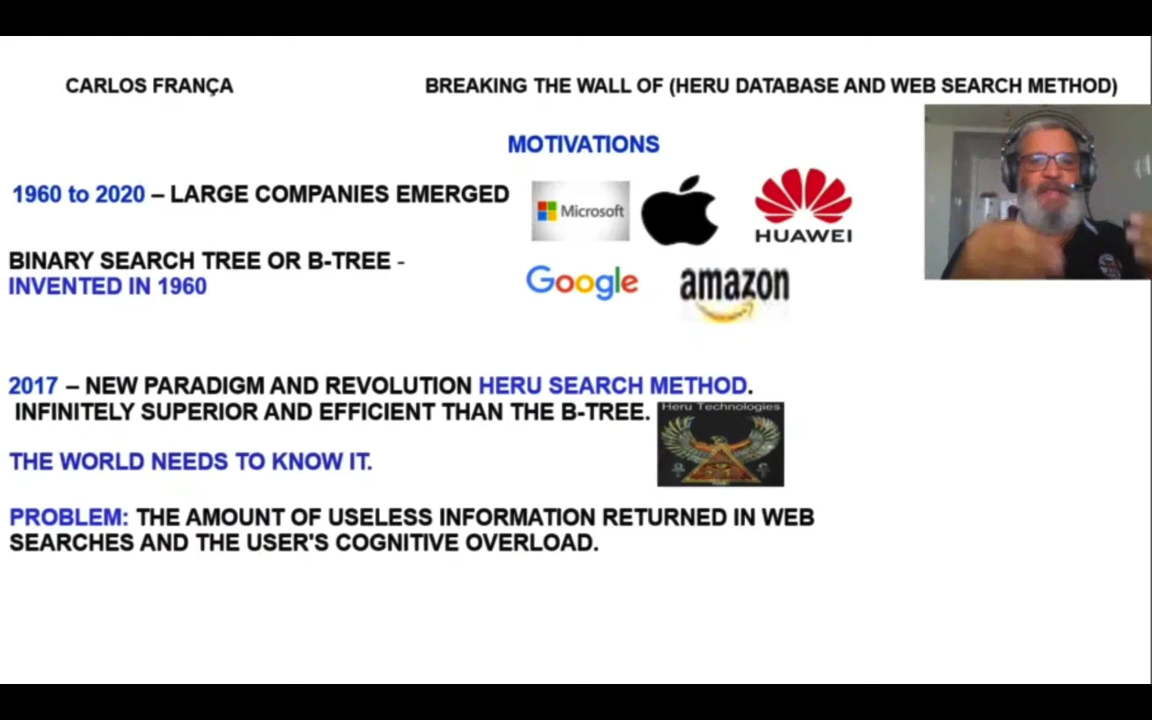 CARLOS FRANÇA
BREAKING THE WALL OF (HERU DATABASE AND WEB SEARCH METHOD)
MOTIVATIONS
1960 to 2020 – LARGE COMPANIES EMERGED
Microsoft
HUAWEI
BINARY SEARCH TREE OR B-TREE -
INVENTED IN 1960
Google
amazon
2017 – NEW PARADIGM AND REVOLUTION HERU SEARCH METHOD.
INFINITELY SUPERIOR AND EFFICIENT THAN THE B-TREE.
Heru Technologies
THE WORLD NEEDS TO KNOW IT.
PROBLEM: THE AMOUNT OF USELESS INFORMATION RETURNED IN WEB
SEARCHES AND THE USER'S COGNITIVE OVERLOAD.